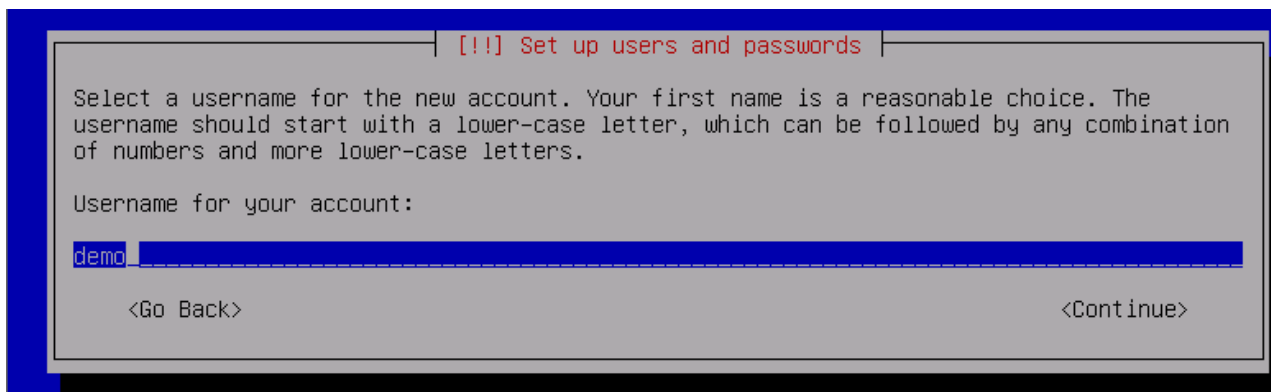 [!!] Set up users and passwords
Select a username for the new account. Your first name is a reasonable choice. The
username should start with a lower-case letter, which can be followed by any combination
of numbers and more lower-case letters.
Username for your account:
demo
<Go Back> <Continue>